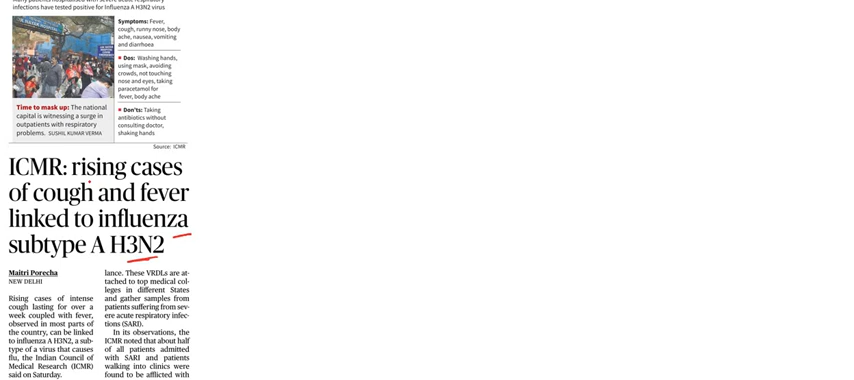 Many patients hospitalised with severe acute respiratory
infections have tested positive for Influenza A H3N2 virus
Symptoms: Fever,
cough, runny nose, body
ache, nausea, vomiting
and diarrhoea
Dos: Washing hands,
using mask, avoiding
crowds, not touching
nose and eyes, taking
paracetamol for
fever, body ache
Don'ts: Taking
antibiotics without
consulting doctor,
shaking hands
Time to mask up: The national
capital is witnessing a surge in
outpatients with respiratory
problems. SUSHIL KUMAR VERMA
Source: ICMR
ICMR: rising cases
of cough and fever
linked to influenza
subtype A H3N2
Maitri Porecha
NEW DELHI
Rising cases of intense
cough lasting for over a
week coupled with fever,
observed in most parts of
the country, can be linked
to influenza A H3N2, a sub-
type of a virus that causes
flu, the Indian Council of
Medical Research (ICMR)
said on Saturday.
lance. These VRDLs are at-
tached to top medical col-
leges in different States
and gather samples from
patients suffering from sev-
ere acute respiratory infec-
tions (SARI).
In its observations, the
ICMR noted that about half
of all patients admitted
with SARI and patients
walking into clinics were
found to be afflicted with